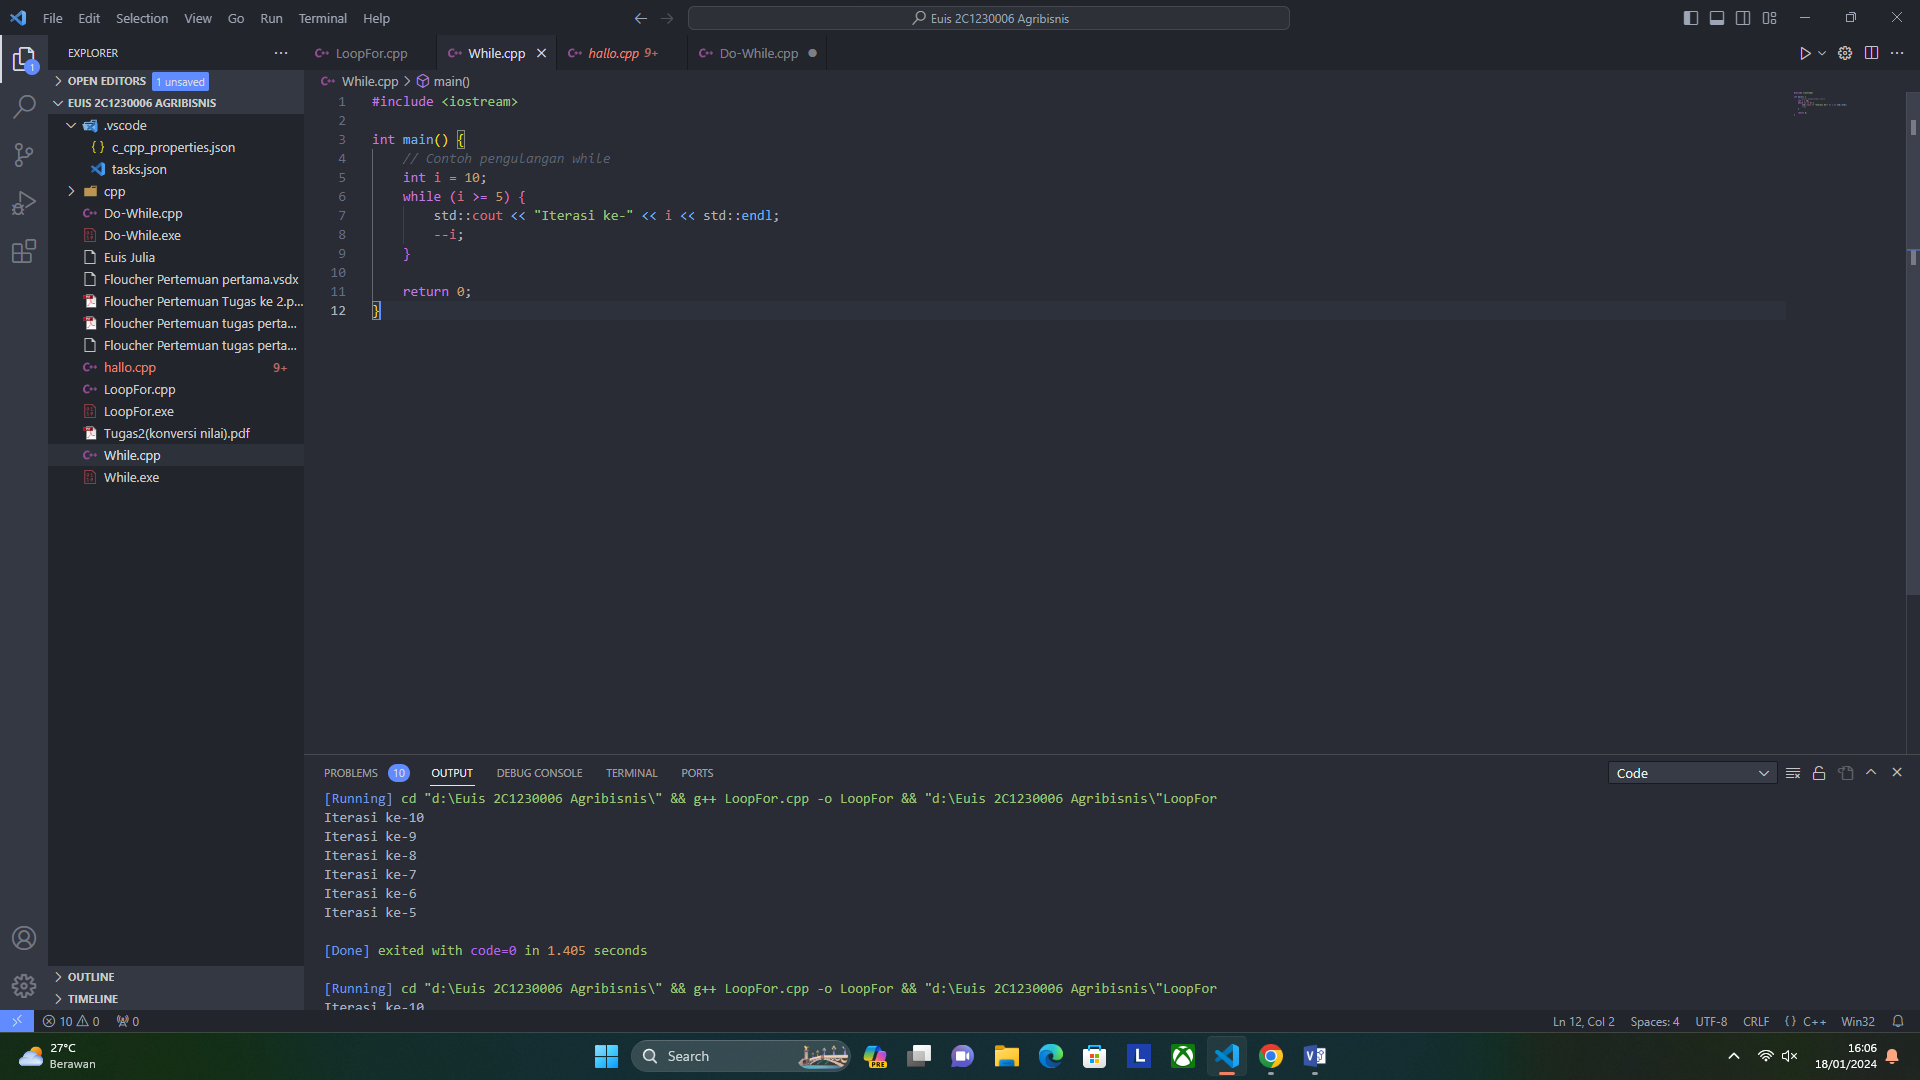 File Edit Selection View Go Run Terminal Help
Euis 2C1230006 Agribisnis
EXPLORER
1
OPEN EDITORS 1 unsaved
EUIS 2C1230006 AGRIBISNIS
.vscode
c_cpp_properties.json
tasks.json
cpp
Do-While.cpp
Do-While.exe
Euis Julia
Floucher Pertemuan pertama.vsdx
Floucher Pertemuan Tugas ke 2.p...
Floucher Pertemuan tugas perta...
Floucher Pertemuan tugas perta...
hallo.cpp 9+
LoopFor.cpp
LoopFor.exe
Tugas2(konversi nilai).pdf
While.cpp
While.exe
OUTLINE
TIMELINE
LoopFor.cpp While.cpp hallo.cpp 9+ Do-While.cpp
While.cpp > main()
1 #include <iostream>
2
3 int main() {
4 // Contoh pengulangan while
5 int i = 10;
6 while (i >= 5) {
7 std::cout << "Iterasi ke-" << i << std::endl;
8 --i;
9 }
10
11 return 0;
12 }
PROBLEMS 10 OUTPUT DEBUG CONSOLE TERMINAL PORTS
Code
[Running] cd "d:\Euis 2C1230006 Agribisnis\" && g++ LoopFor.cpp -o LoopFor && "d:\Euis 2C1230006 Agribisnis\"LoopFor
Iterasi ke-10
Iterasi ke-9
Iterasi ke-8
Iterasi ke-7
Iterasi ke-6
Iterasi ke-5
[Done] exited with code=0 in 1.405 seconds
[Running] cd "d:\Euis 2C1230006 Agribisnis\" && g++ LoopFor.cpp -o LoopFor && "d:\Euis 2C1230006 Agribisnis\"LoopFor
Iterasi ke-10
10 0 0
Ln 12, Col 2 Spaces: 4 UTF-8 CRLF {} C++ Win32
27°C
Berawan
Search
PRE
L
V
16:06
18/01/2024